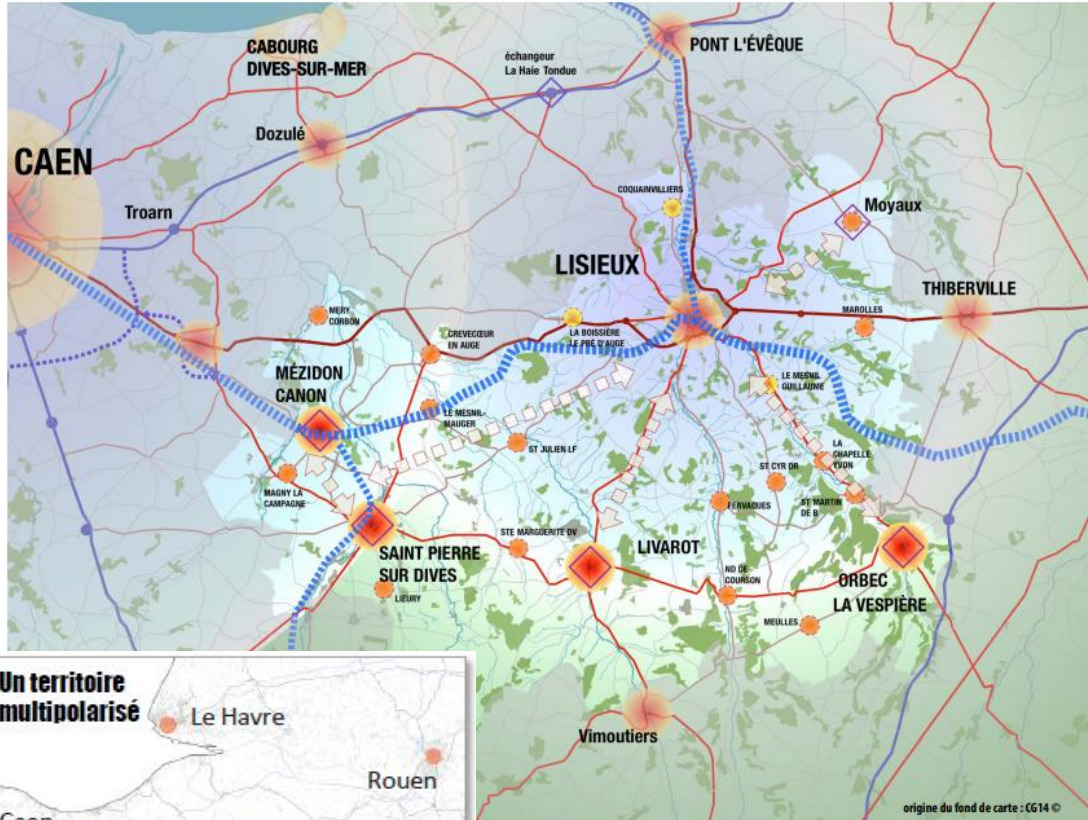 CABOURG
DIVES-SUR-MER
échangeur
La Haie Tondue
PONT L'ÉVÊQUE
Dozulé
CAEN
Troarn
COQUAINVILLIERS
Moyaux
LISIEUX
THIBERVILLE
MERY
CORBON
CREVECŒUR
EN AUGE
LA BOISSIÈRE
LE PRÉ D'AUGE
MAROLLES
MÉZIDON
CANON
LE MESNIL
GUILLAUME
LE MESNIL-
MAUGER
ST JULIEN LF
LA
CHAPELLE
YVON
ST CYR DR
MAGNY LA
CAMPAGNE
FERVAQUES
ST MARTIN
DE B
STE MARGUERITE DV
SAINT PIERRE
SUR DIVES
LIVAROT
LIEURY
ND DE
COURSON
ORBEC
LA VESPIÈRE
MEULLES
Vimoutiers
Un territoire
multipolarisé
Le Havre
Rouen
origine du fond de carte : CG14 ©